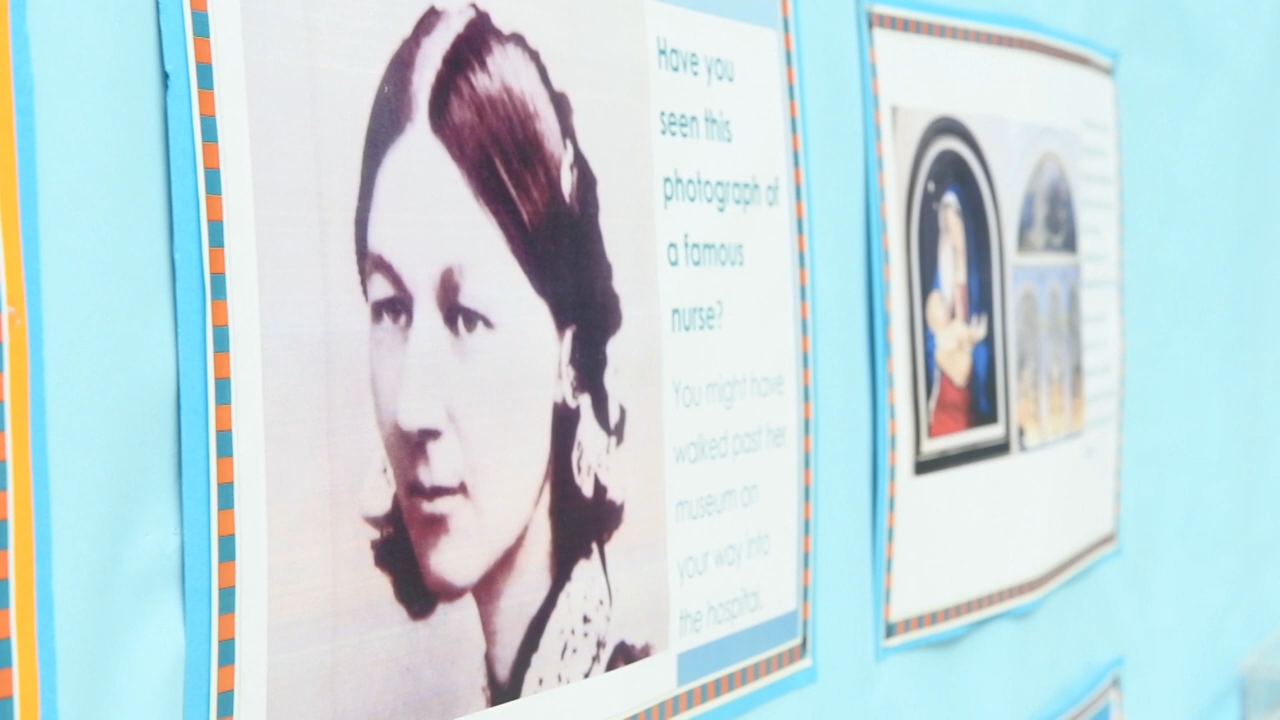 Have you
seen this
photograph of
a famous
nurse?
You might have
walked past her
museum on
your way into
the hospital.